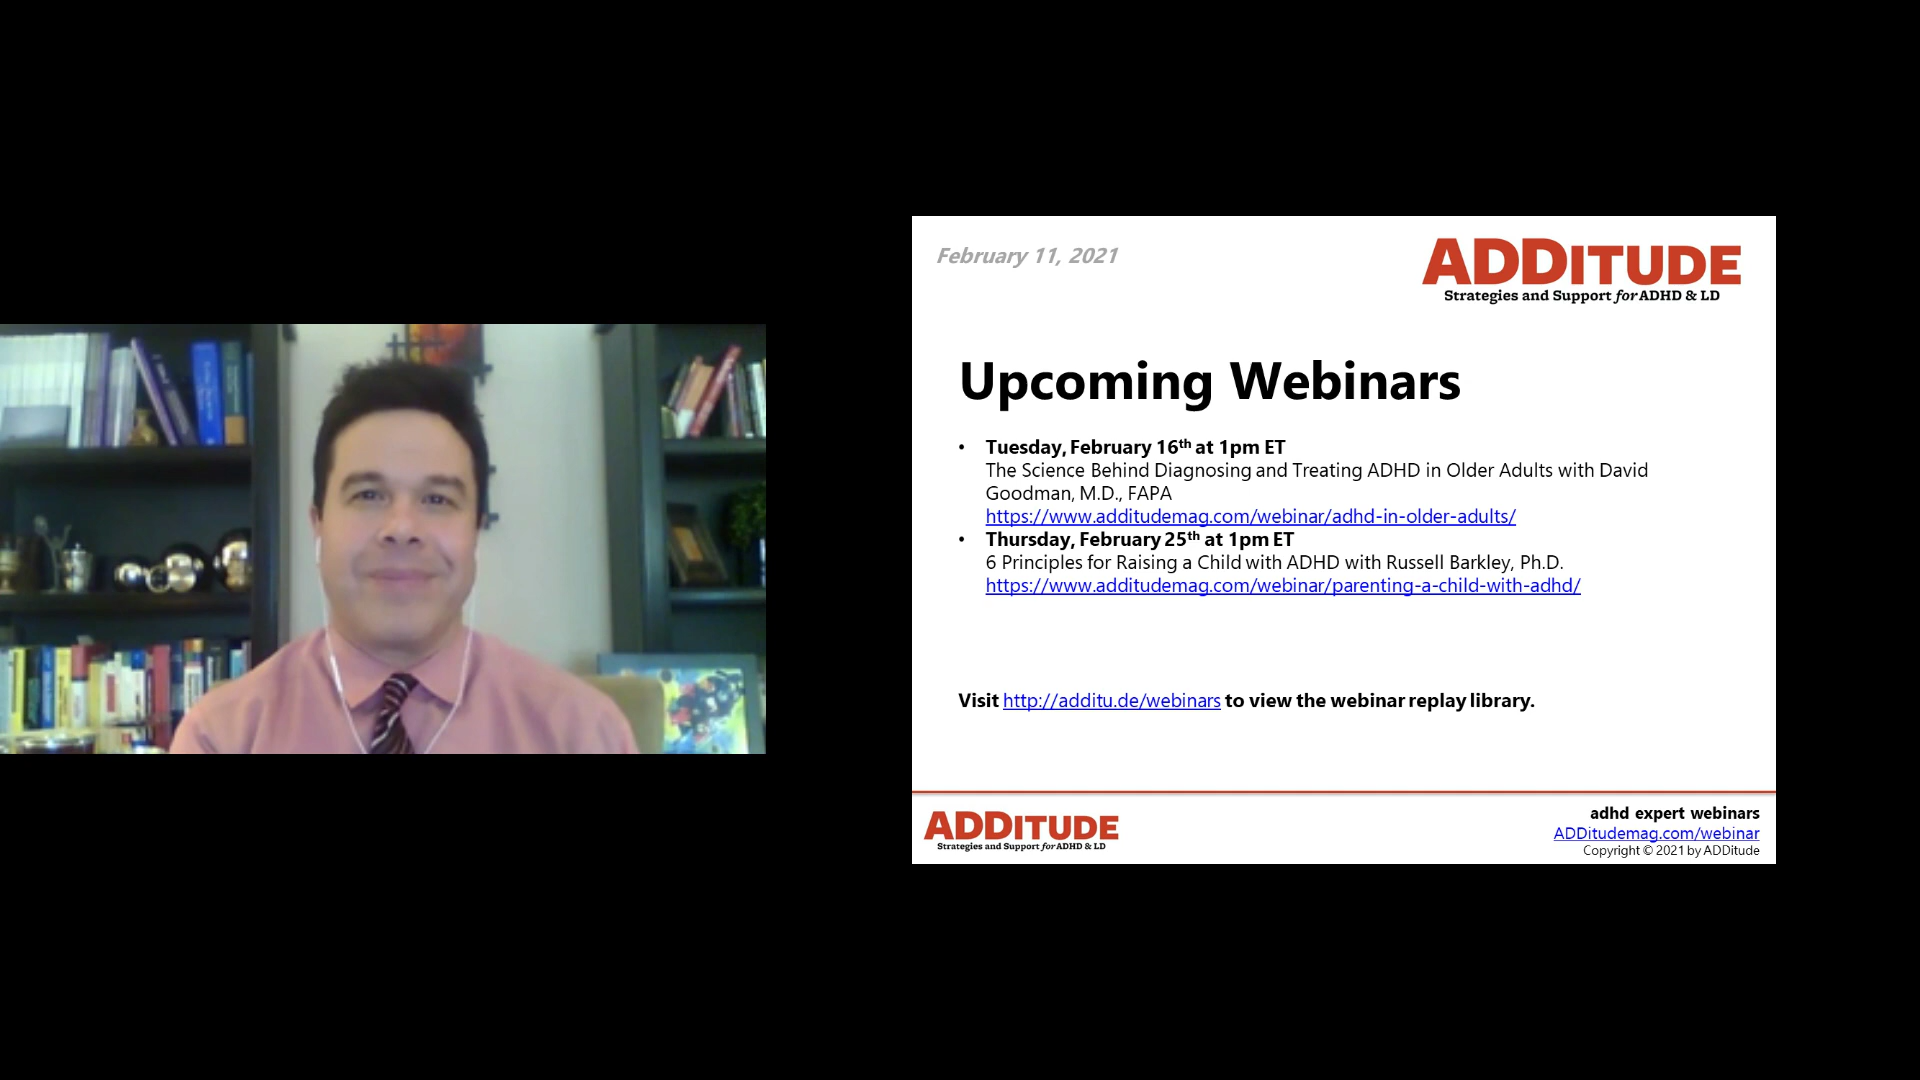 February 11, 2021
ADDITUDE
Strategies and Support for ADHD & LD
Upcoming Webinars
• Tuesday, February 16th at 1pm ET
The Science Behind Diagnosing and Treating ADHD in Older Adults with David
Goodman, M.D., FAPA
https://www.additudemag.com/webinar/adhd-in-older-adults/
• Thursday, February 25th at 1pm ET
6 Principles for Raising a Child with ADHD with Russell Barkley, Ph.D.
https://www.additudemag.com/webinar/parenting-a-child-with-adhd/
Visit http://additu.de/webinars to view the webinar replay library.
ADDITUDE
Strategies and Support for ADHD & LD
adhd expert webinars
ADDitudemag.com/webinar
Copyright © 2021 by ADDitude